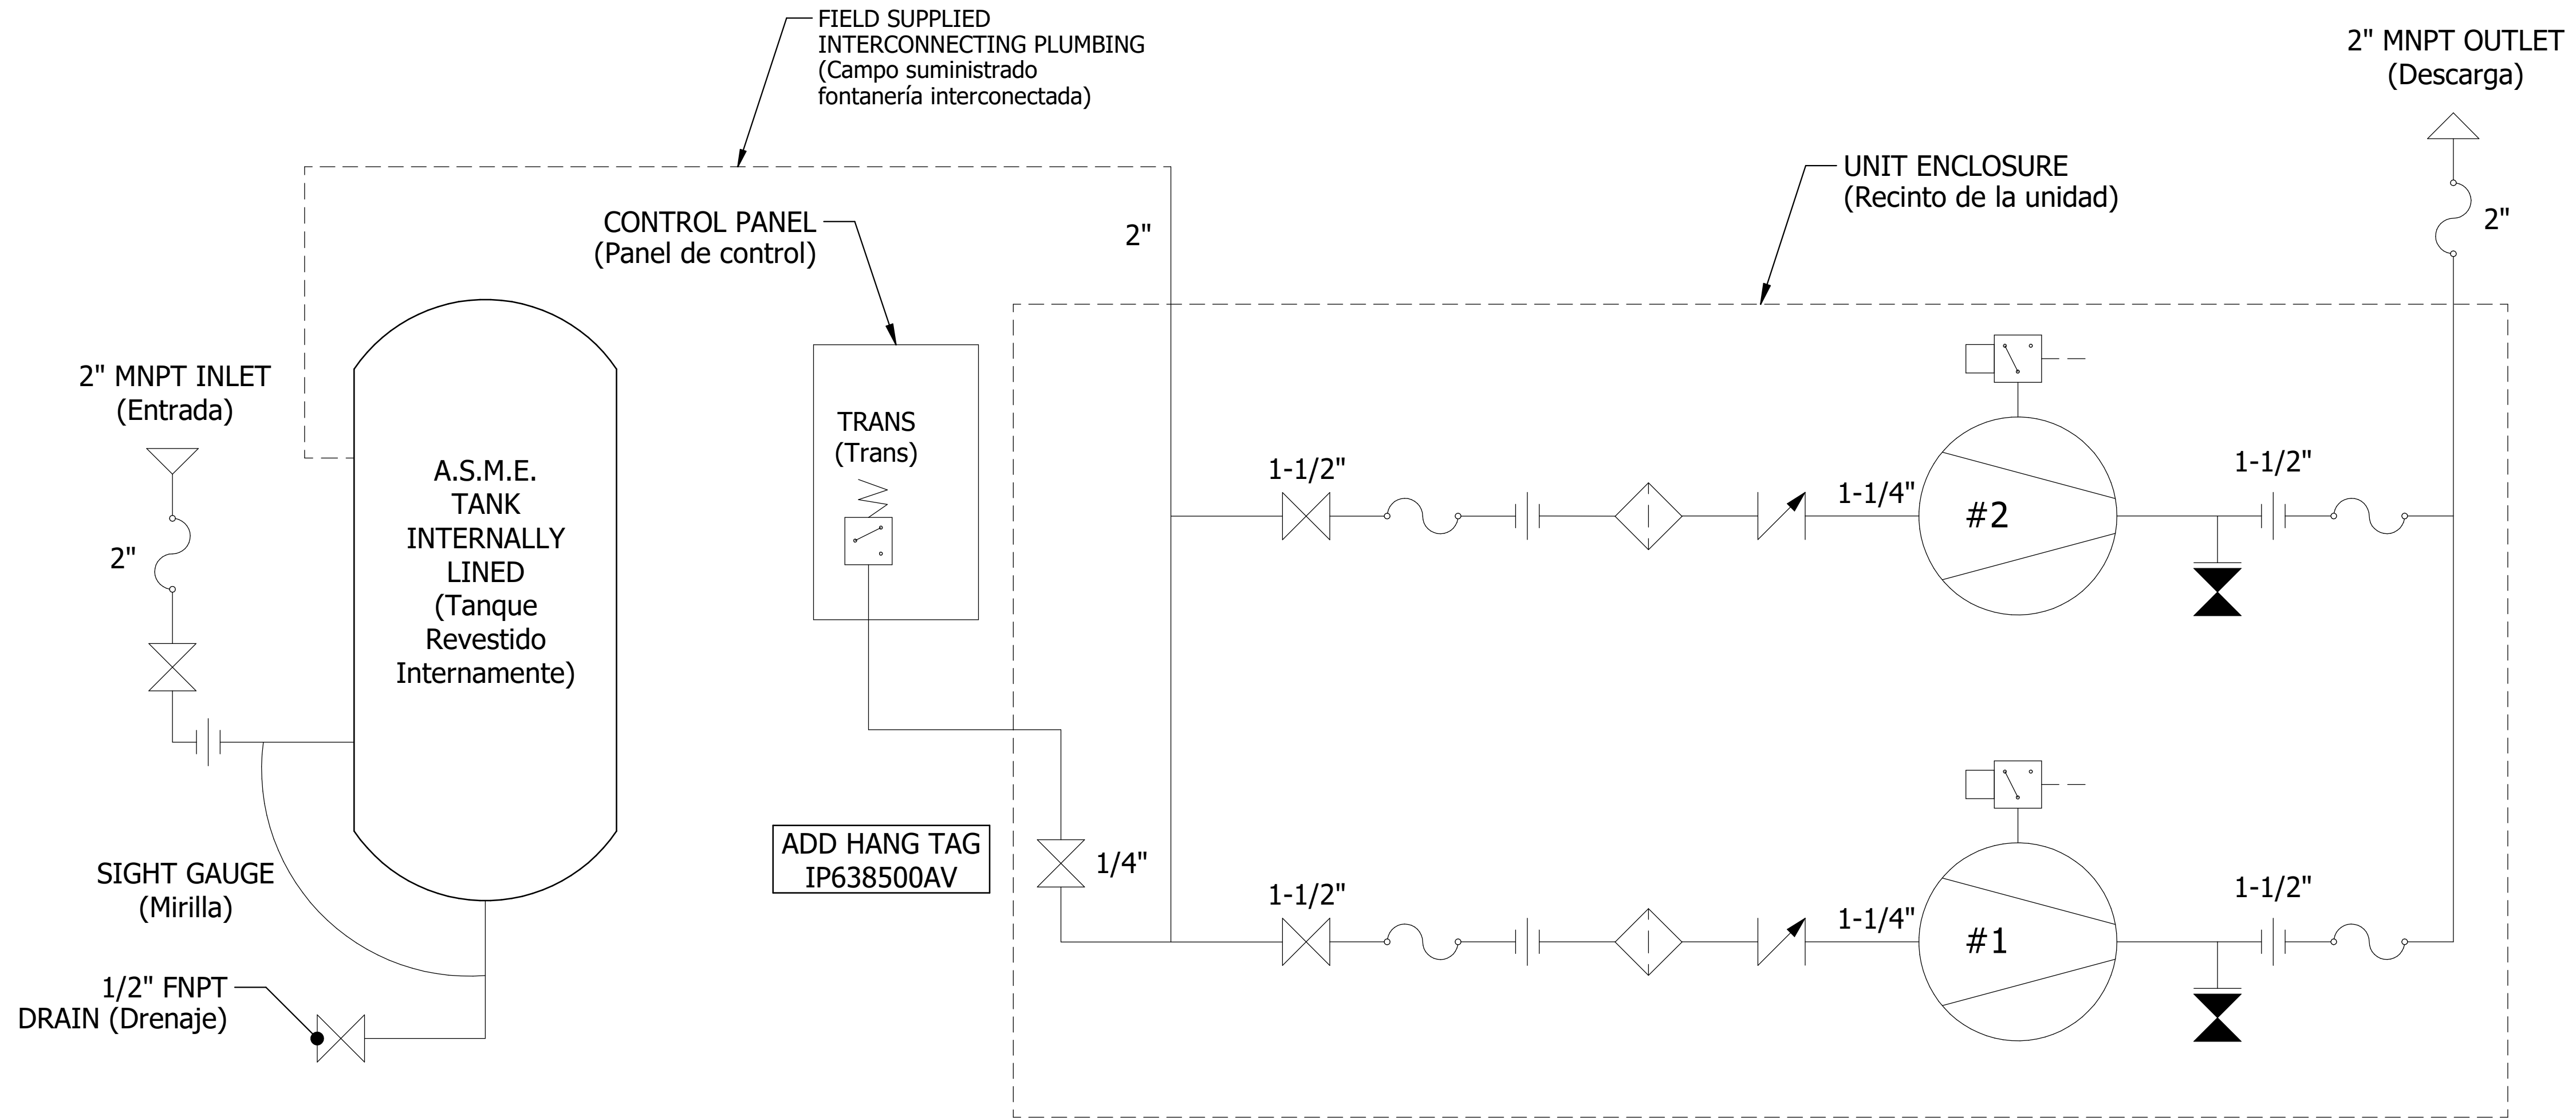 FIELD SUPPLIED
INTERCONNECTING PLUMBING
(Campo suministrado
fontanería interconectada)
2" MNPT OUTLET
(Descarga)
UNIT ENCLOSURE
(Recinto de la unidad)
CONTROL PANEL
(Panel de control)
2"
2"
2" MNPT INLET
(Entrada)
TRANS
(Trans)
A.S.M.E.
TANK
INTERNALLY
LINED
(Tanque
Revestido
Internamente)
2"
1-1/2"
1-1/4"
#2
1-1/2"
ADD HANG TAG
IP638500AV
1/4"
SIGHT GAUGE
(Mirilla)
1-1/2"
1-1/4"
#1
1-1/2"
1/2" FNPT
DRAIN (Drenaje)